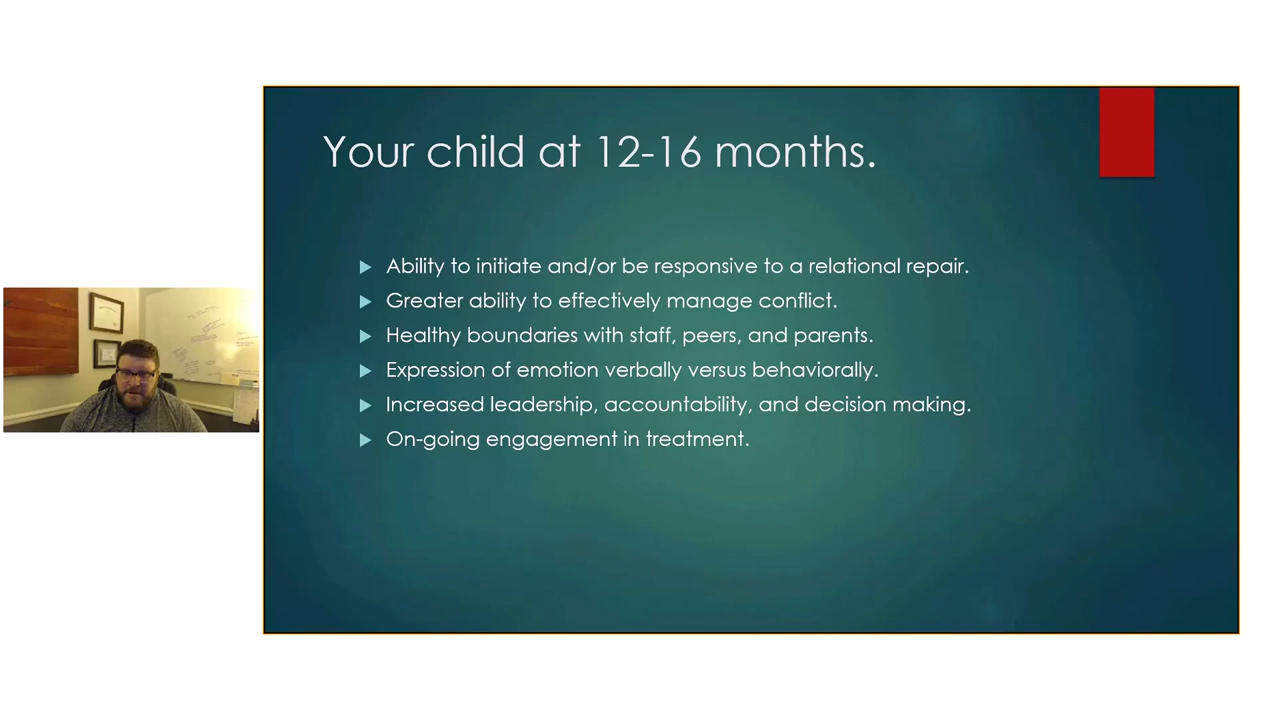 Your child at 12-16 months.
Ability to initiate and/or be responsive to a relational repair.
Greater ability to effectively manage conflict.
Healthy boundaries with staff, peers, and parents.
Expression of emotion verbally versus behaviorally.
Increased leadership, accountability, and decision making.
On-going engagement in treatment.